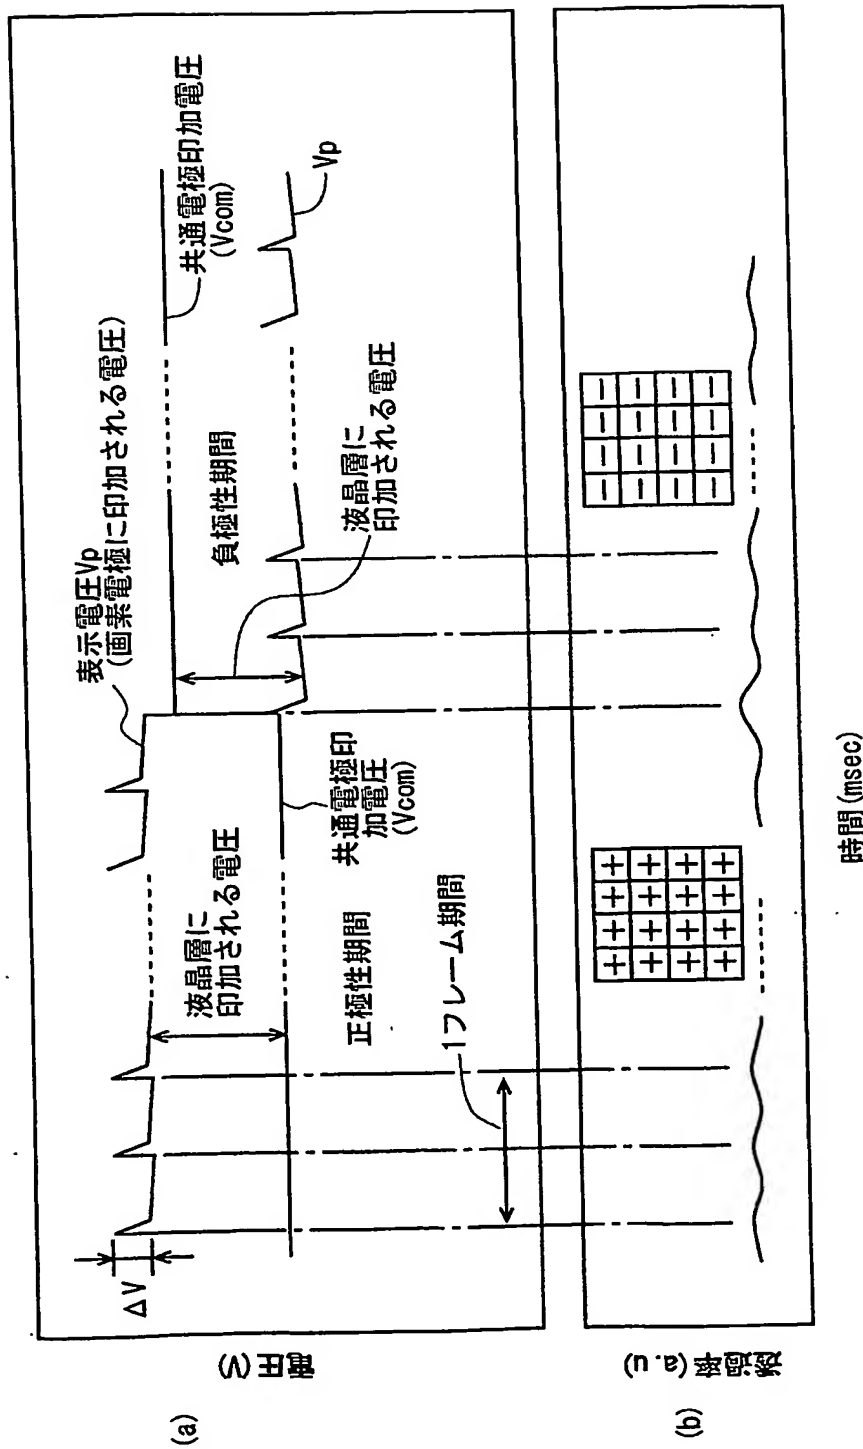 (a)
電圧(V)
ΔV
表示電圧Vp
(画素電極に印加される電圧)
共通電極印加電圧
(Vcom)
液晶層に
印加される電圧
負極性期間
Vp
液晶層に
印加される電圧
共通電極印
加電圧
(Vcom)
正極性期間
1フレーム期間
(b)
透過率(a.u)
+ + + +
+ + + +
+ + + +
+ + + +
− − − −
− − − −
− − − −
− − − −
時間(msec)